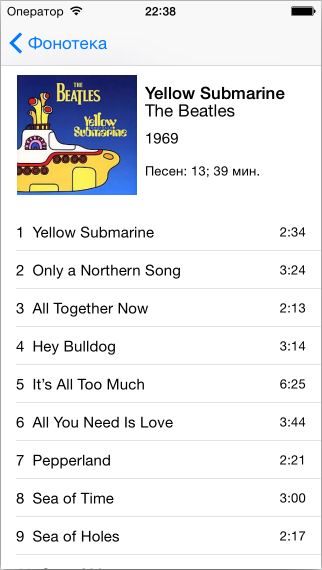 Оператор 22:38
Фонотека
THE
BEATLES
Yellow
Submarine
Yellow Submarine
The Beatles
1969
Песен: 13; 39 мин.
1 Yellow Submarine 2:34
2 Only a Northern Song 3:24
3 All Together Now 2:13
4 Hey Bulldog 3:14
5 It’s All Too Much 6:25
6 All You Need Is Love 3:44
7 Pepperland 2:21
8 Sea of Time 3:00
9 Sea of Holes 2:17